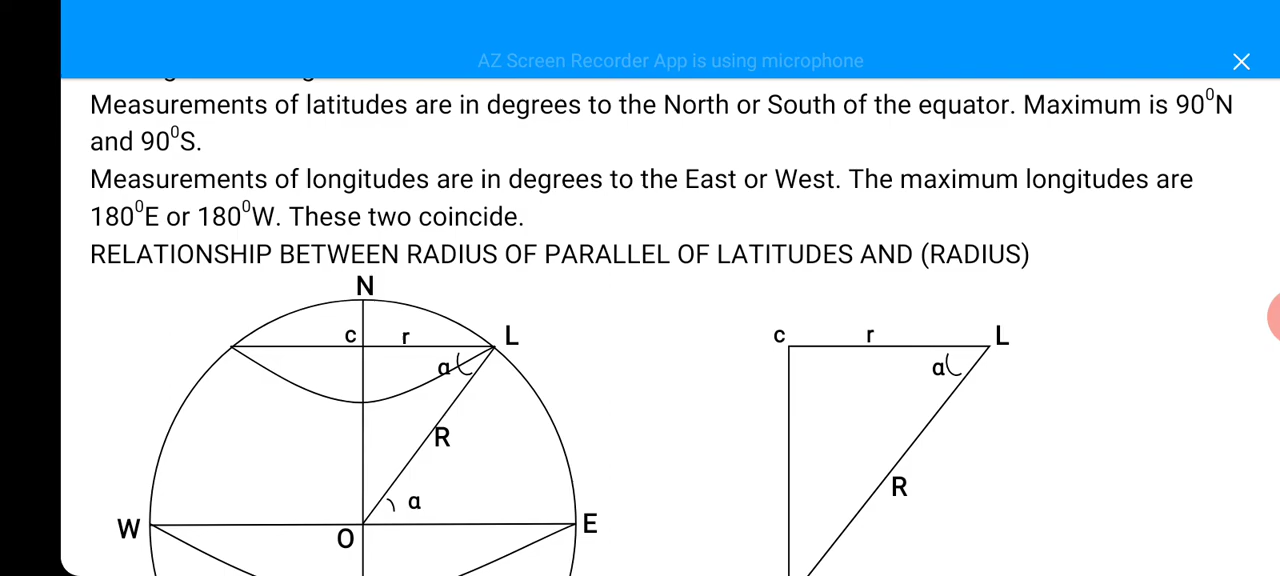 AZ Screen Recorder App is using microphone
Measurements of latitudes are in degrees to the North or South of the equator. Maximum is 90⁰N
and 90⁰S.
Measurements of longitudes are in degrees to the East or West. The maximum longitudes are
180⁰E or 180⁰W. These two coincide.
RELATIONSHIP BETWEEN RADIUS OF PARALLEL OF LATITUDES AND (RADIUS)
N
c r L
α
R
α
W O E
c r L
α
R